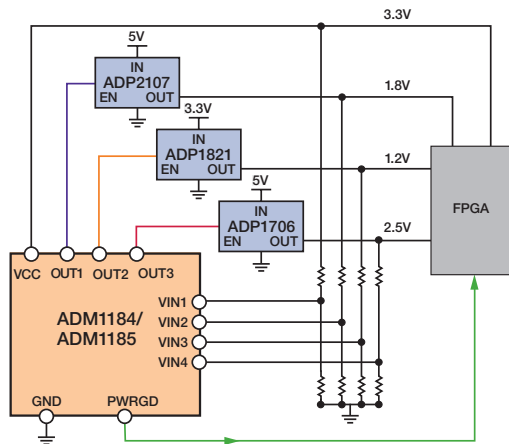 3.3V
5V
IN
ADP2107
EN OUT
1.8V
3.3V
IN
ADP1821
EN OUT
1.2V
5V
IN
ADP1706
EN OUT
2.5V
FPGA
VCC OUT1 OUT2 OUT3
ADM1184/
ADM1185
VIN1
VIN2
VIN3
VIN4
GND PWRGD